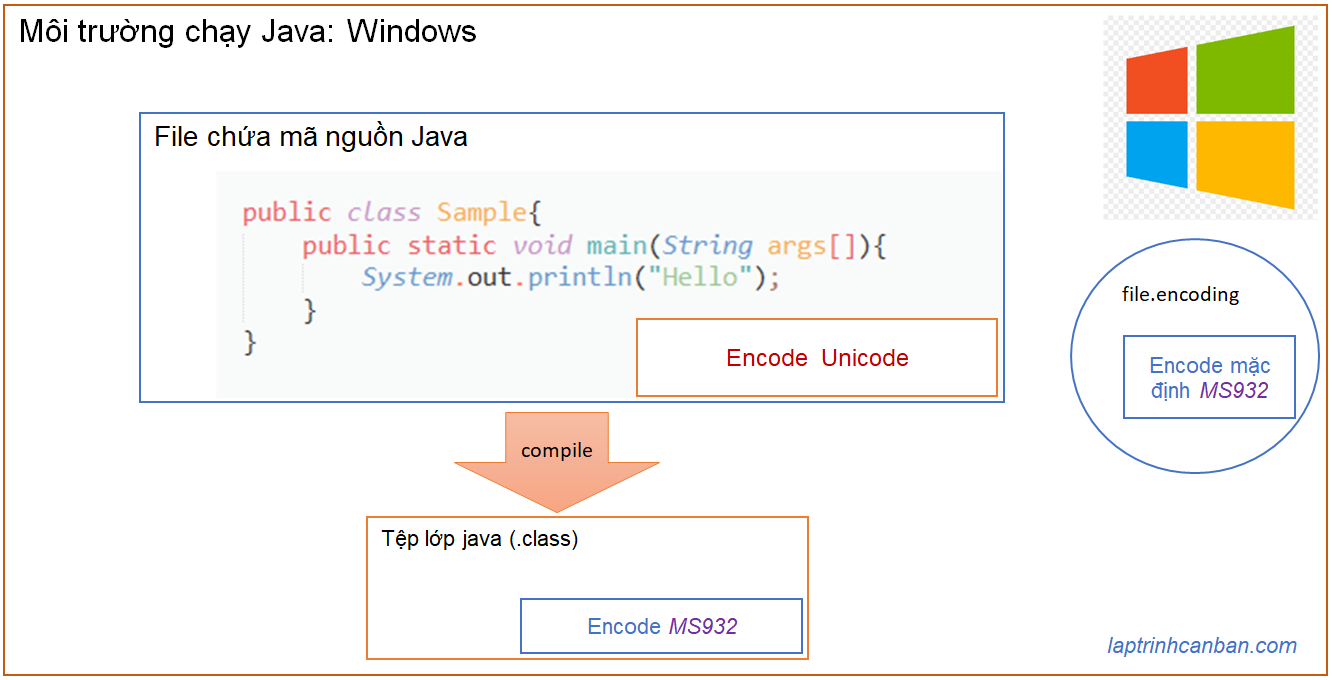 Môi trường chạy Java: Windows
File chứa mã nguồn Java
public class Sample{
public static void main(String args[]){
System.out.println("Hello");
}
}
Encode Unicode
file.encoding
Encode mặc
định MS932
compile
Tệp lớp java (.class)
Encode MS932
laptrinhcanban.com